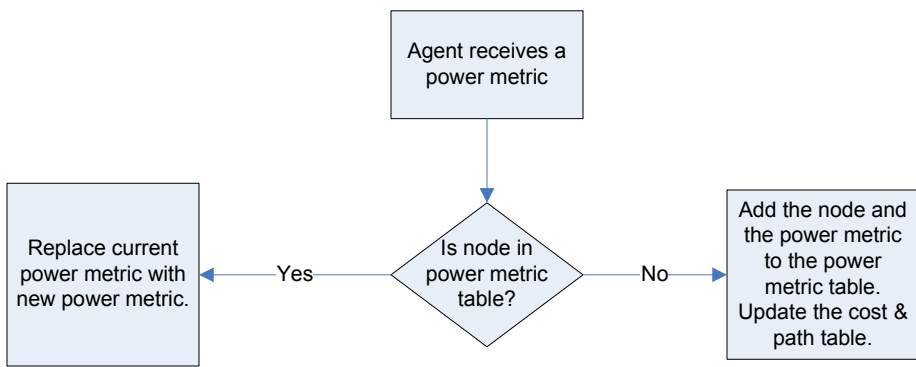 Agent receives a
power metric
Replace current
power metric with
new power metric.
Yes
Is node in
power metric
table?
No
Add the node and
the power metric
to the power
metric table.
Update the cost &
path table.